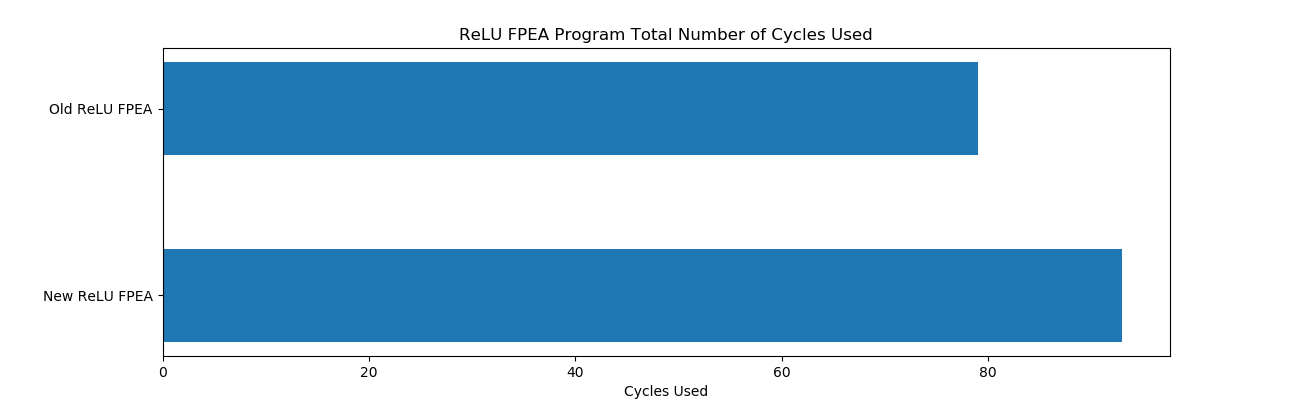 ReLU FPEA Program Total Number of Cycles Used
Old ReLU FPEA
New ReLU FPEA
0 20 40 60 80
Cycles Used